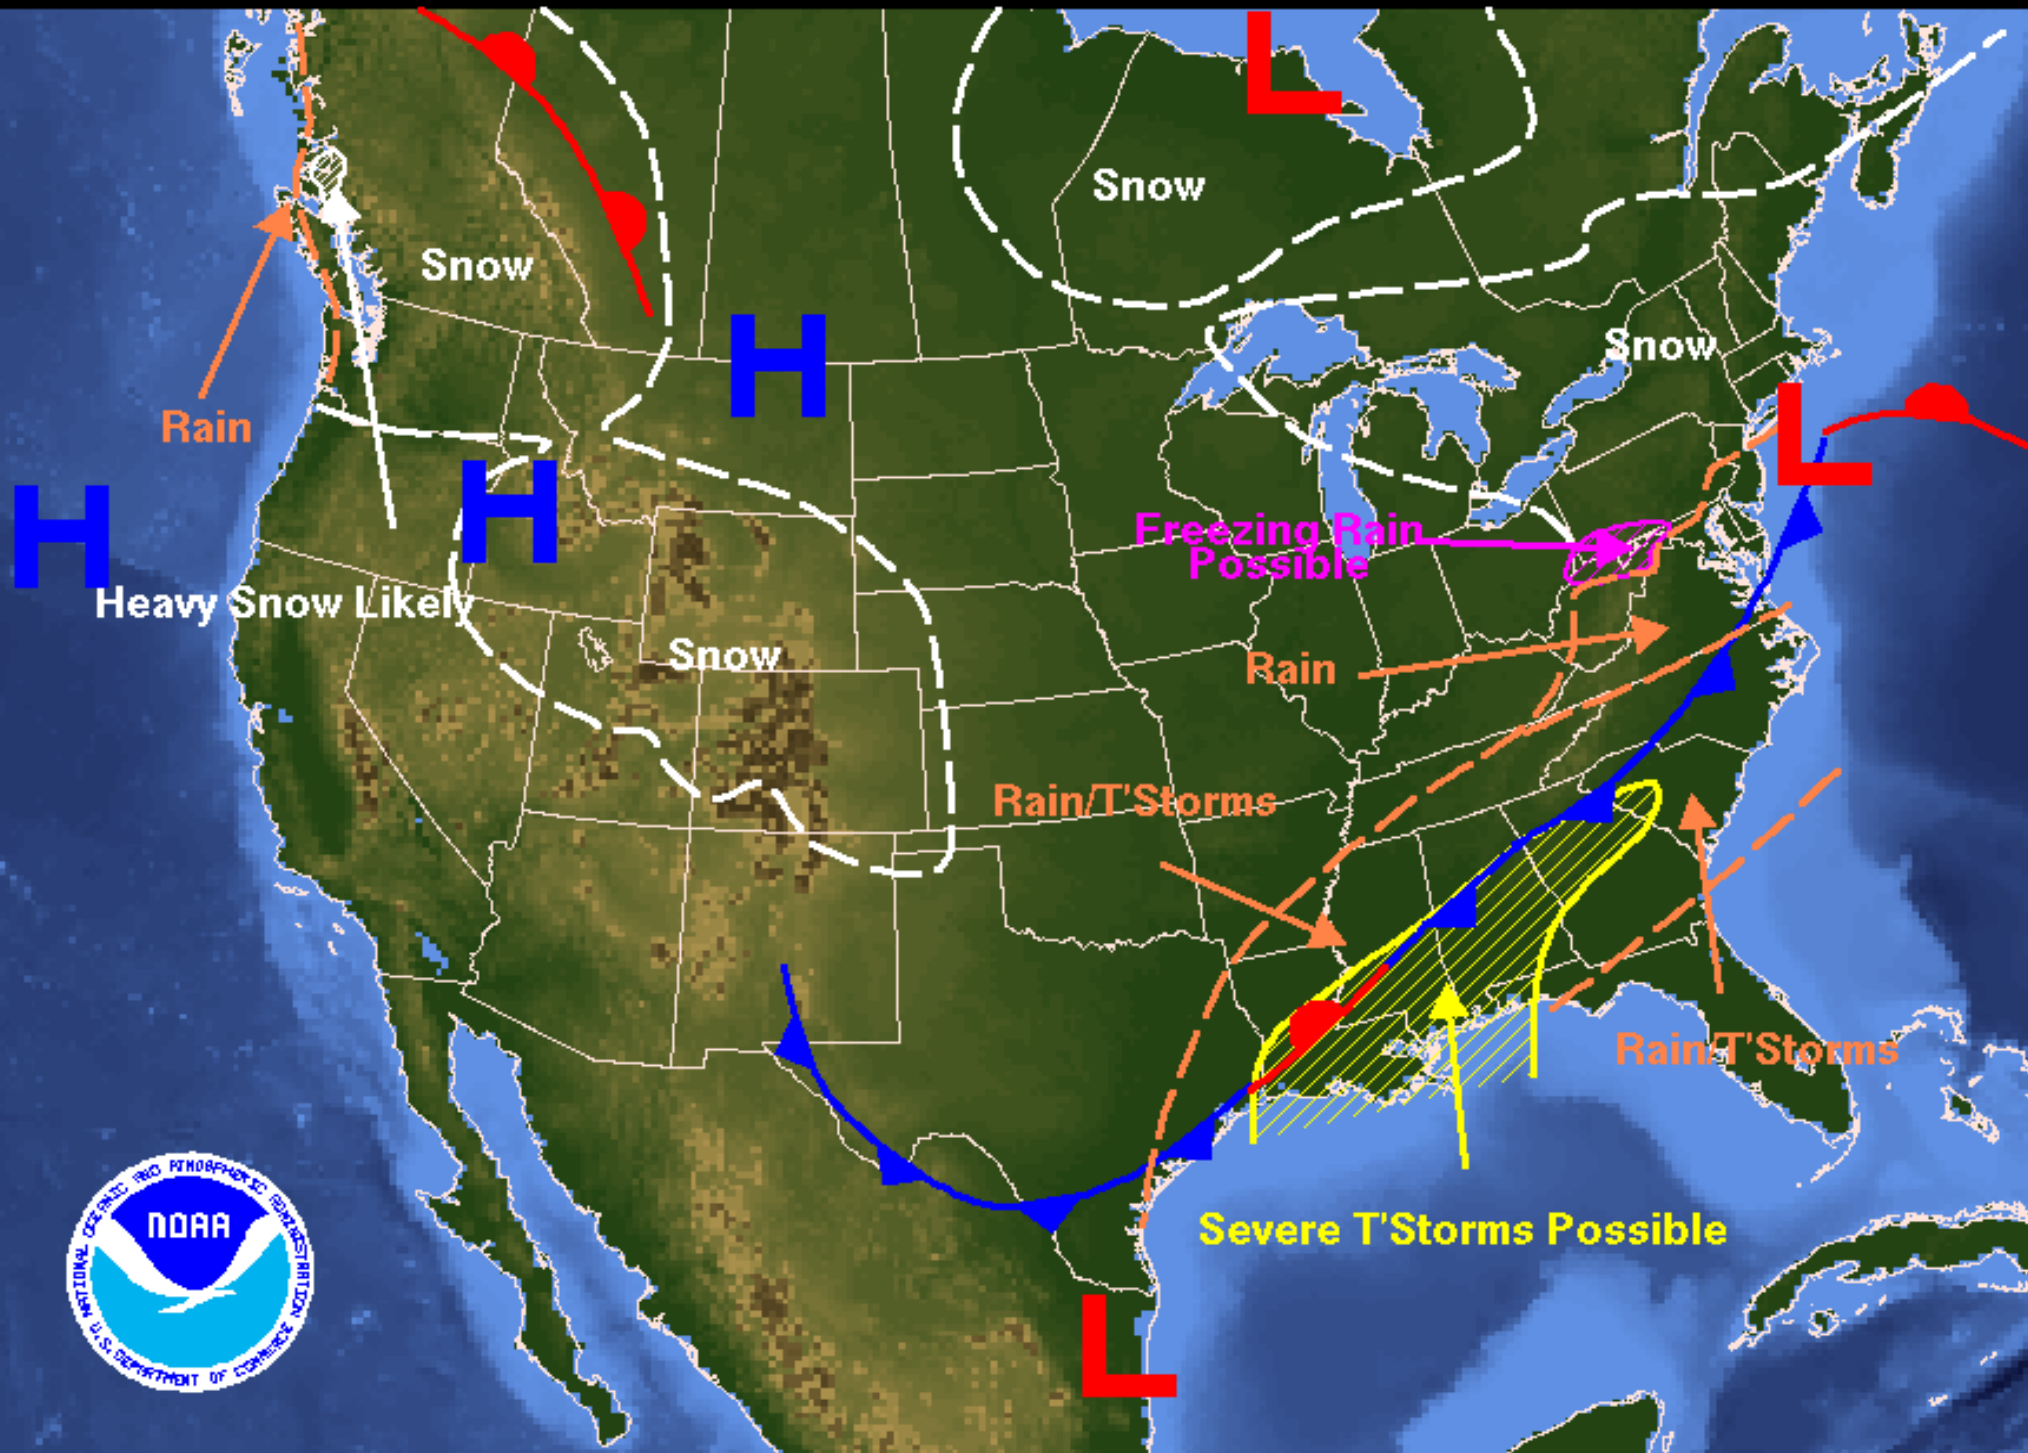 L
Snow
Snow
Snow
H
L
Rain
H
H
Freezing Rain
Possible
Heavy Snow Likely
Snow
Rain
Rain/T'Storms
Rain/T'Storms
Severe T'Storms Possible
L
NATIONAL OCEANIC AND ATMOSPHERIC ADMINISTRATION
NOAA
U.S. DEPARTMENT OF COMMERCE